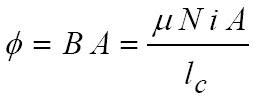 ϕ = B A = μ N i A / l_c